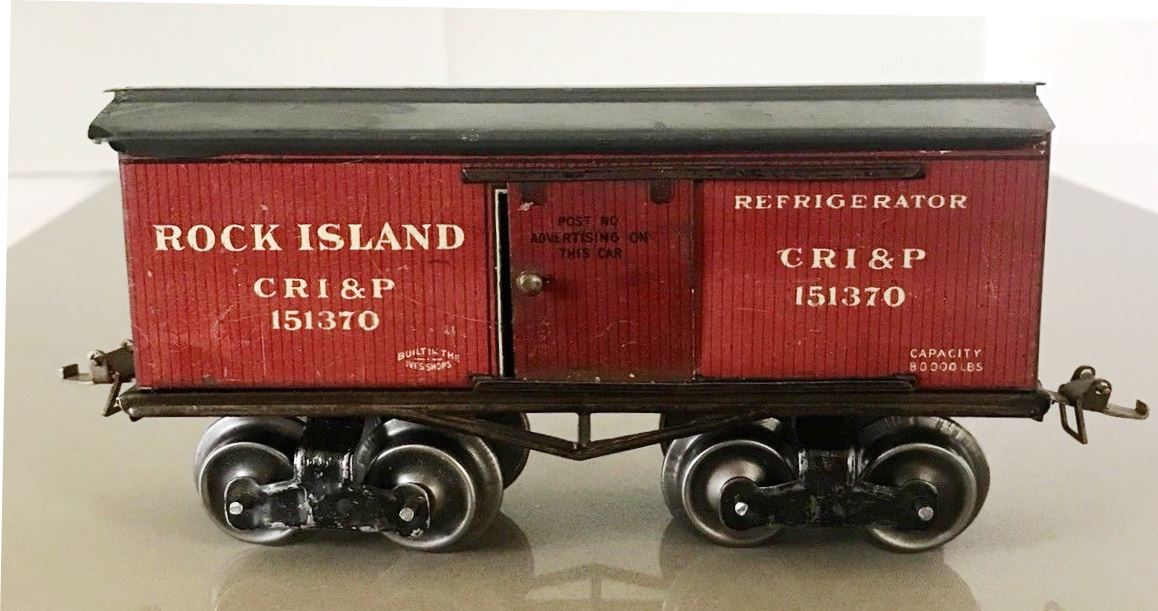 ROCK ISLAND
CRI&P
151370
BUILT IN THE
IVES SHOPS
POST NO
ADVERTISING ON
THIS CAR
REFRIGERATOR
CRI&P
151370
CAPACITY
80000 LBS